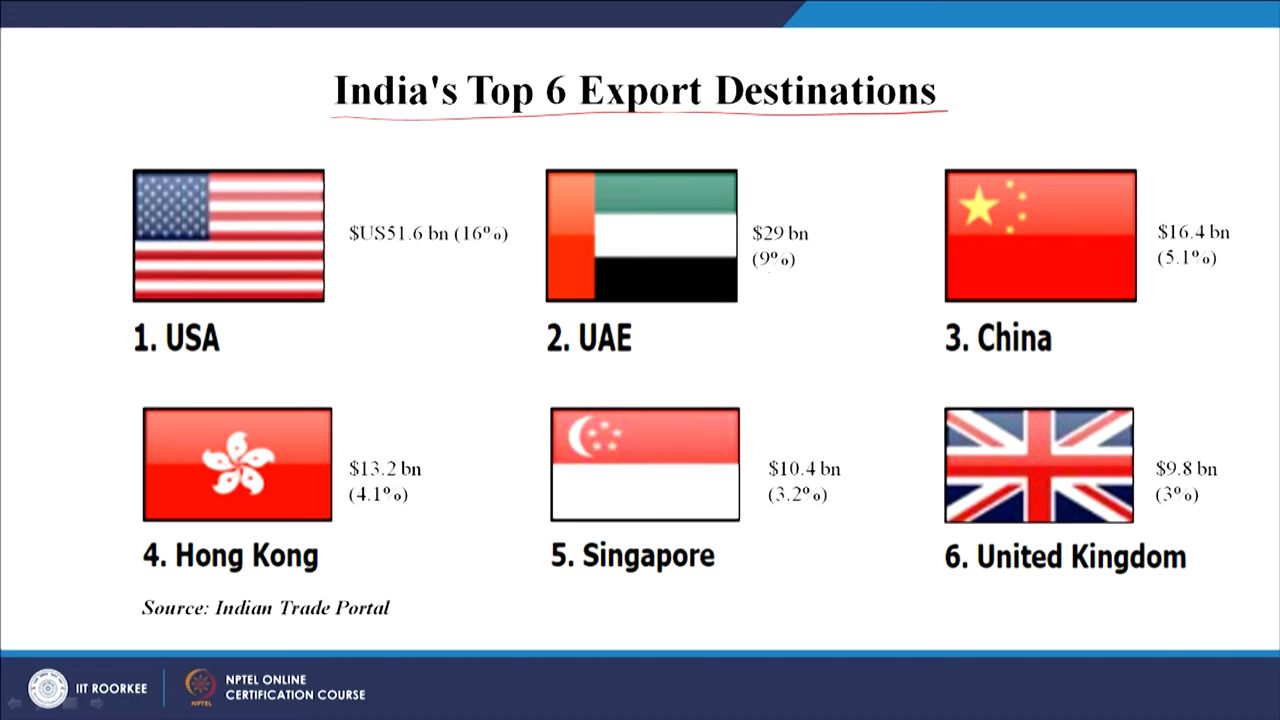 India's Top 6 Export Destinations
$US51.6 bn (16%)
$29 bn
(9%)
$16.4 bn
(5.1%)
1. USA
2. UAE
3. China
$13.2 bn
(4.1%)
$10.4 bn
(3.2%)
$9.8 bn
(3%)
4. Hong Kong
5. Singapore
6. United Kingdom
Source: Indian Trade Portal
IIT ROORKEE
NPTEL
NPTEL ONLINE
CERTIFICATION COURSE